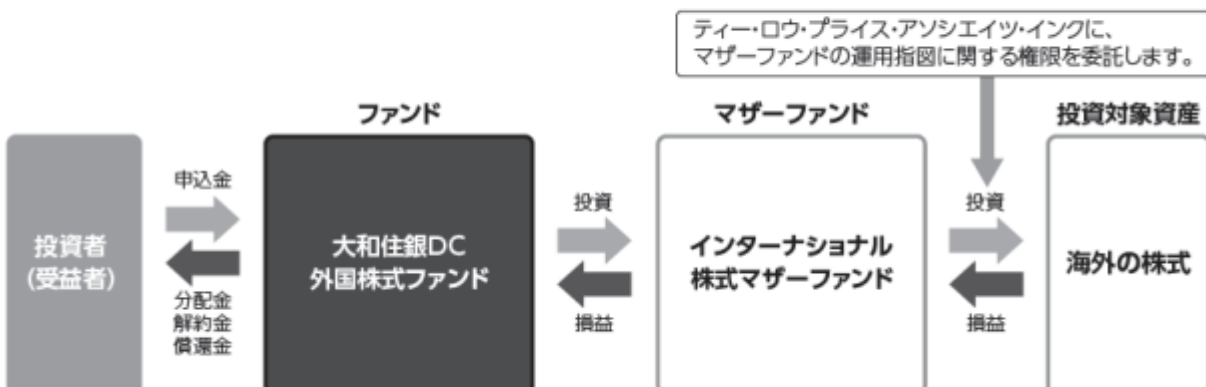 ティー・ロウ・プライス・アソシエイツ・インクに、
マザーファンドの運用指図に関する権限を委託します。
ファンド
マザーファンド
投資対象資産
投資者
(受益者)
申込金
分配金
解約金
償還金
大和住銀DC
外国株式ファンド
投資
損益
インターナショナル
株式マザーファンド
投資
損益
海外の株式